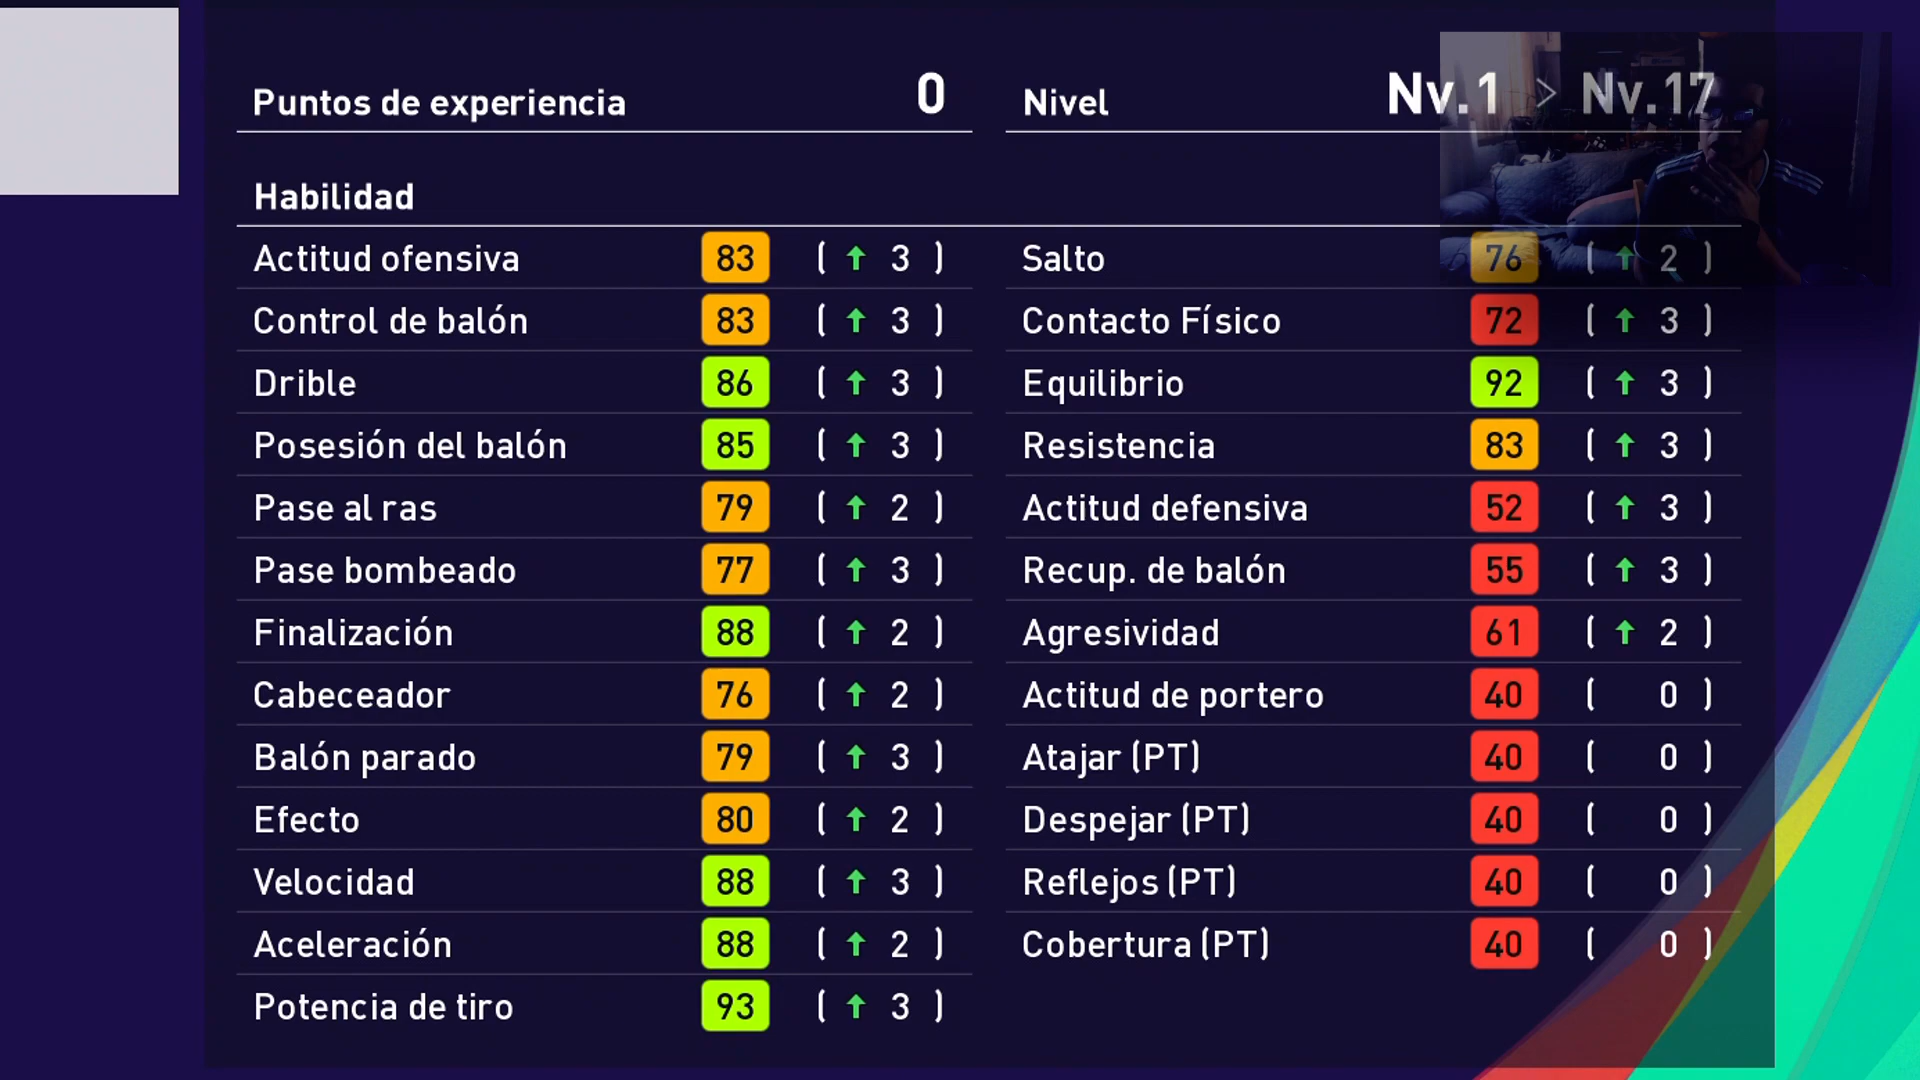 Puntos de experiencia 0
Nivel Nv.1 > Nv.17
Habilidad
Actitud ofensiva 83 ( ↑ 3 )
Control de balón 83 ( ↑ 3 )
Drible 86 ( ↑ 3 )
Posesión del balón 85 ( ↑ 3 )
Pase al ras 79 ( ↑ 2 )
Pase bombeado 77 ( ↑ 3 )
Finalización 88 ( ↑ 2 )
Cabeceador 76 ( ↑ 2 )
Balón parado 79 ( ↑ 3 )
Efecto 80 ( ↑ 2 )
Velocidad 88 ( ↑ 3 )
Aceleración 88 ( ↑ 2 )
Potencia de tiro 93 ( ↑ 3 )
Salto 76 ( ↑ 2 )
Contacto Físico 72 ( ↑ 3 )
Equilibrio 92 ( ↑ 3 )
Resistencia 83 ( ↑ 3 )
Actitud defensiva 52 ( ↑ 3 )
Recup. de balón 55 ( ↑ 3 )
Agresividad 61 ( ↑ 2 )
Actitud de portero 40 ( 0 )
Atajar (PT) 40 ( 0 )
Despejar (PT) 40 ( 0 )
Reflejos (PT) 40 ( 0 )
Cobertura (PT) 40 ( 0 )